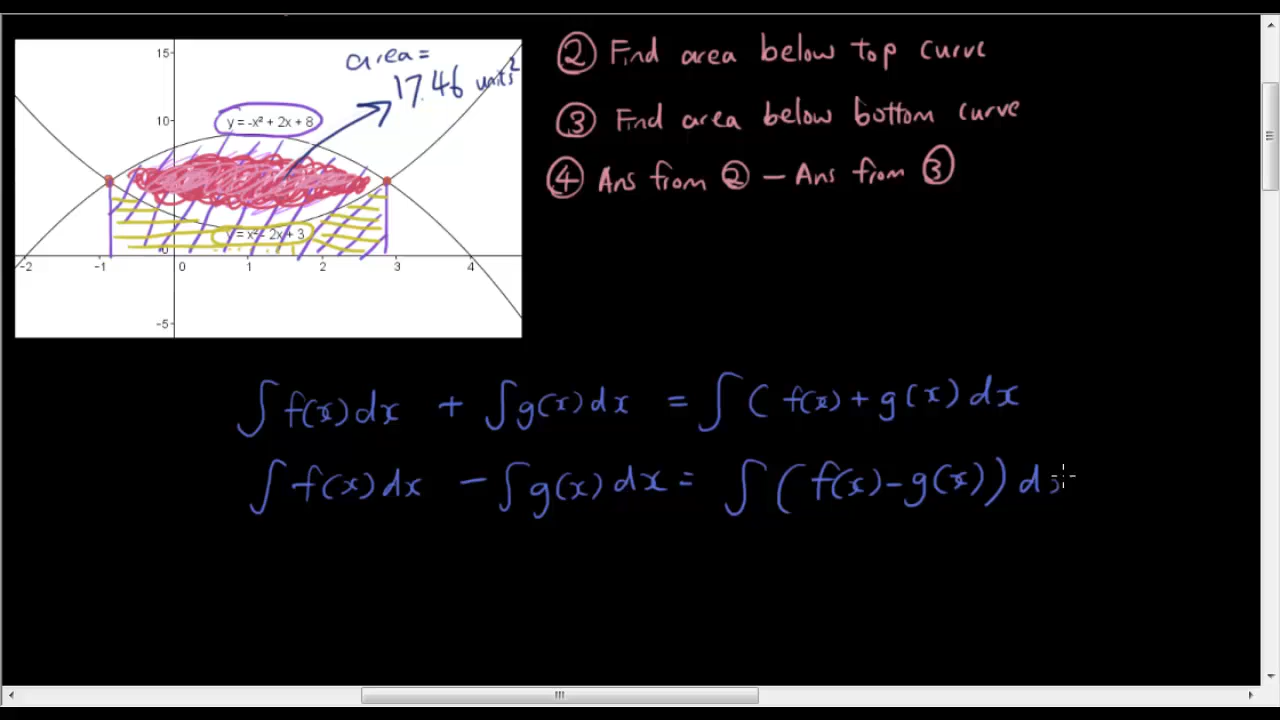 ② Find area below top curve
③ Find area below bottom curve
④ Ans from ② – Ans from ③
area =
17.46 units²
15
10
y = -x² + 2x + 8
y = x² - 2x + 3
-2 -1 0 1 2 3 4
-5
∫ f(x) dx + ∫ g(x) dx = ∫ ( f(x) + g(x) dx
∫ f(x) dx – ∫ g(x) dx = ∫ ( f(x) – g(x)) dx